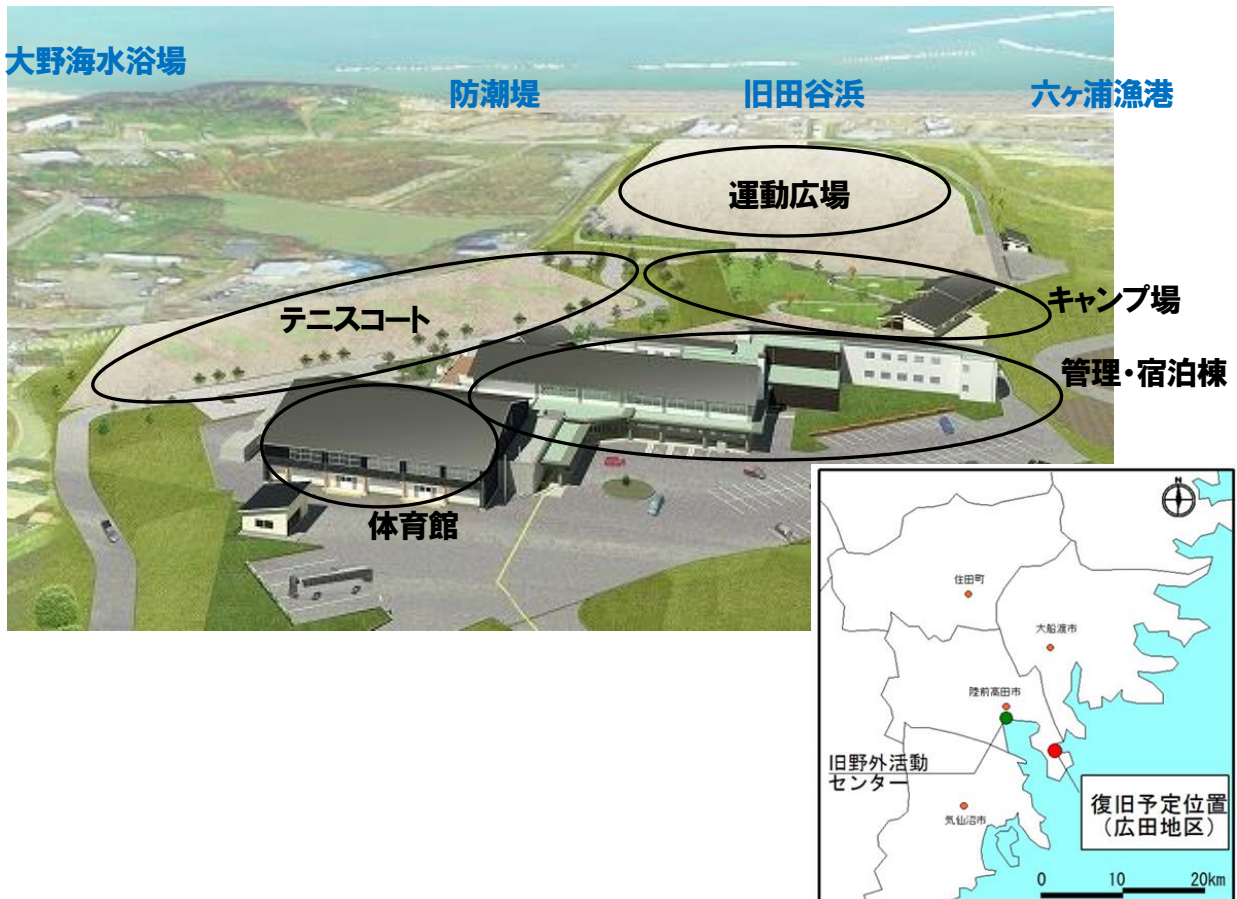 大野海水浴場
防潮堤
旧田谷浜
六ヶ浦漁港
運動広場
キャンプ場
テニスコート
管理・宿泊棟
体育館
N
住田町
大船渡市
陸前高田市
旧野外活動
センター
気仙沼市
復旧予定位置
（広田地区）
0 10 20km